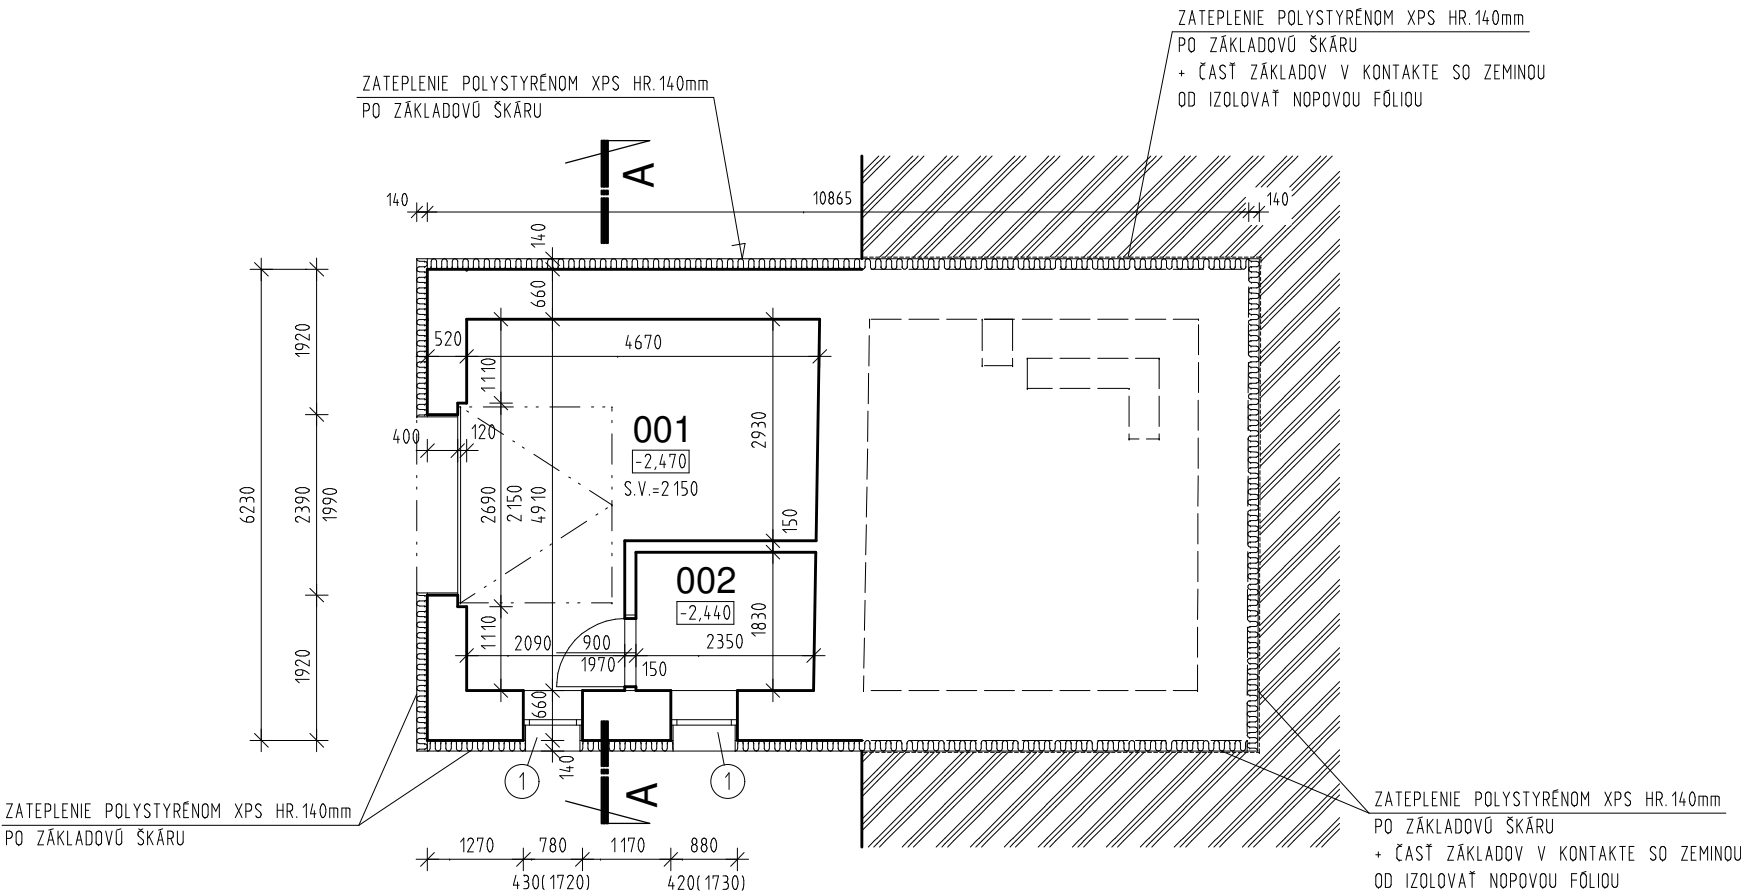 ZATEPLENIE POLYSTYRÉNOM XPS HR.140mm
PO ZÁKLADOVÚ ŠKÁRU
+ ČASŤ ZÁKLADOV V KONTAKTE SO ZEMINOU
OD IZOLOVAŤ NOPOVOU FÓLIOU
ZATEPLENIE POLYSTYRÉNOM XPS HR.140mm
PO ZÁKLADOVÚ ŠKÁRU
A
140
10865
140
140
660
520
4670
1920
1110
2930
400
120
001
-2,470
S.V.=2150
6230
2390
1990
2690
2150
4910
150
002
-2,440
1830
1920
1110
2090
900
1970
150
2350
660
140
1
1
A
ZATEPLENIE POLYSTYRÉNOM XPS HR.140mm
PO ZÁKLADOVÚ ŠKÁRU
ZATEPLENIE POLYSTYRÉNOM XPS HR.140mm
PO ZÁKLADOVÚ ŠKÁRU
+ ČASŤ ZÁKLADOV V KONTAKTE SO ZEMINOU
OD IZOLOVAŤ NOPOVOU FÓLIOU
1270
780
1170
880
430(1720)
420(1730)